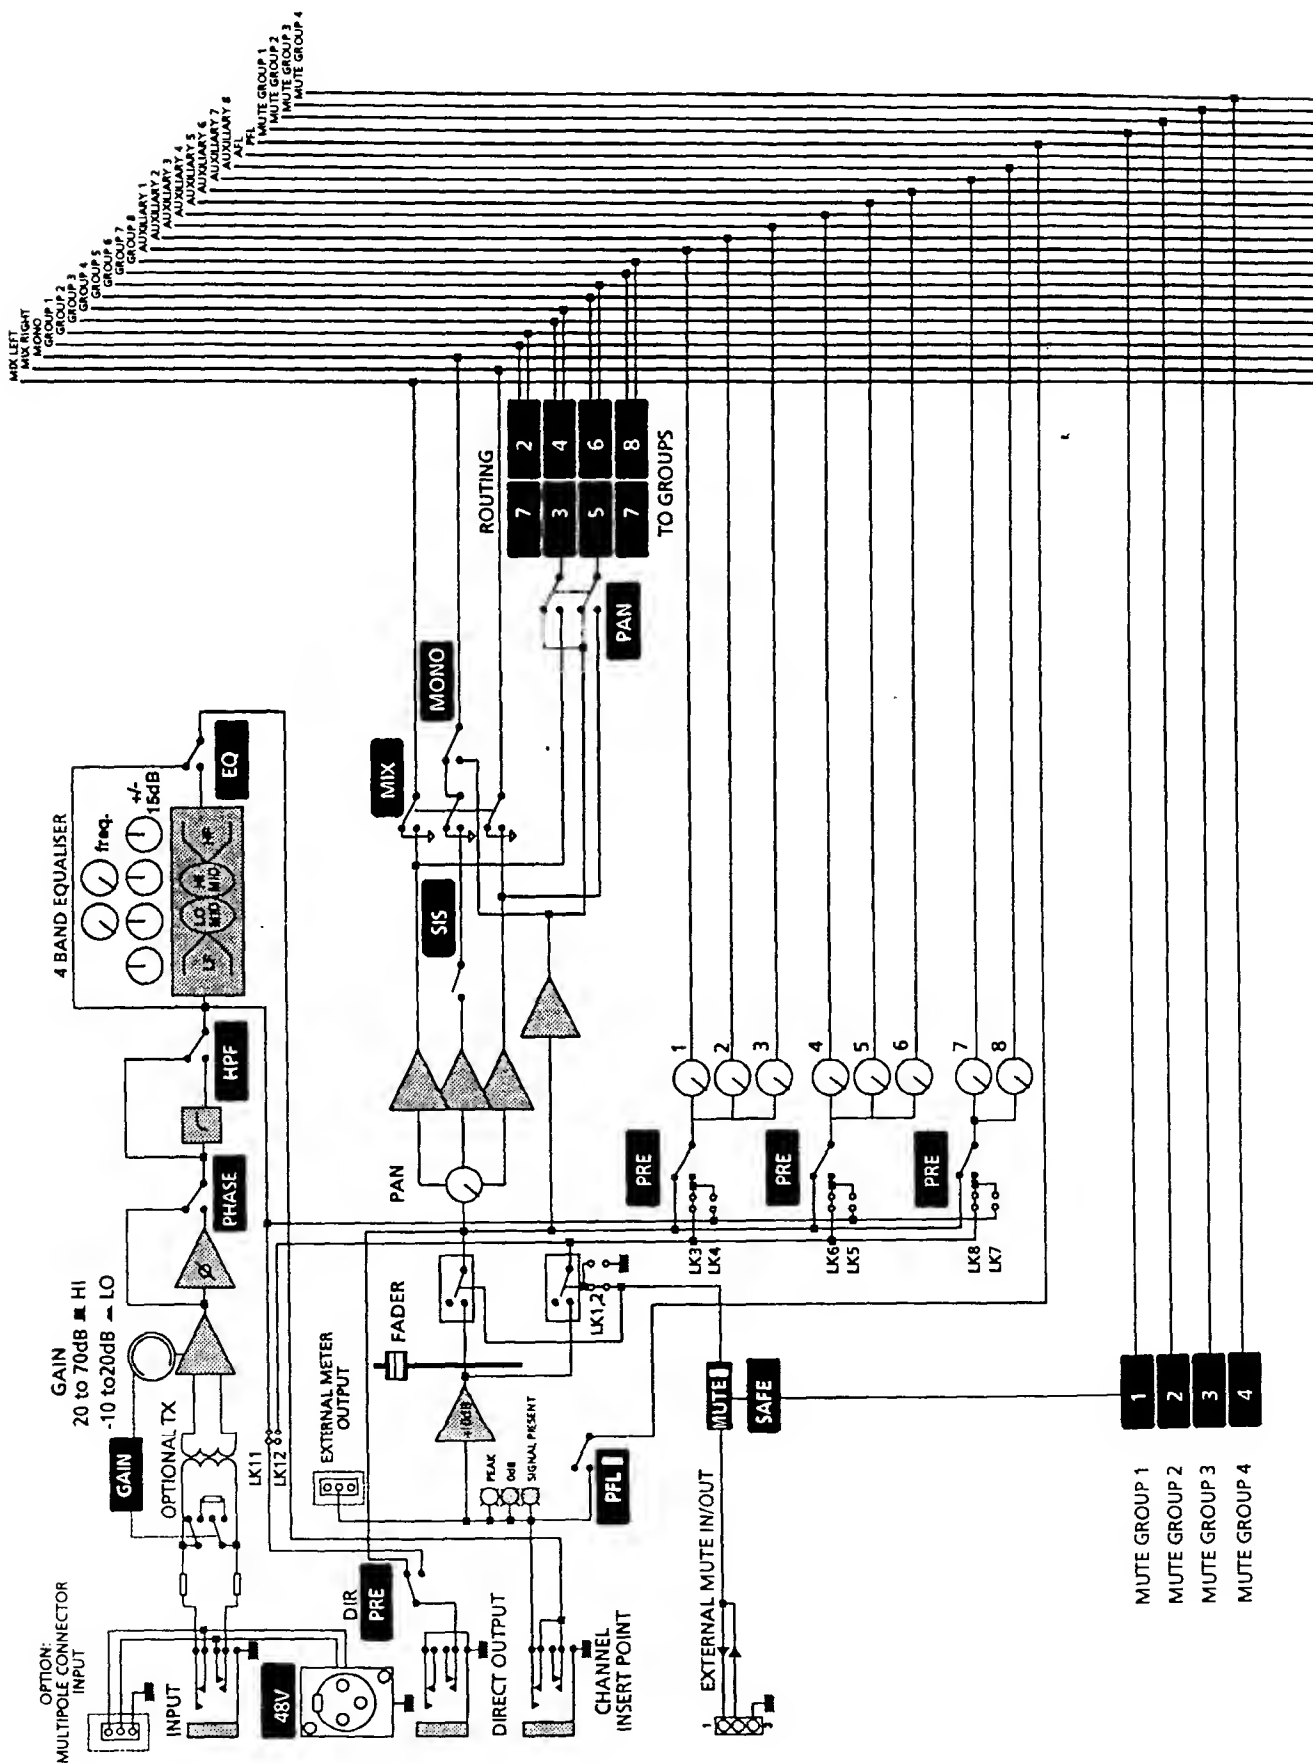 MIX LEFT
MIX RIGHT
MONO
GROUP 1
GROUP 2
GROUP 3
GROUP 4
GROUP 5
GROUP 6
GROUP 7
GROUP 8
AUXILIARY 1
AUXILIARY 2
AUXILIARY 3
AUXILIARY 4
AUXILIARY 5
AUXILIARY 6
AUXILIARY 7
AUXILIARY 8
AFL
PFL
MUTE GROUP 1
MUTE GROUP 2
MUTE GROUP 3
MUTE GROUP 4
OPTION:
MULTIPOLE CONNECTOR
INPUT
INPUT
48V
GAIN
OPTIONAL TX
GAIN
20 to 70dB HI
-10 to20dB LO
Ø
PHASE
HPF
4 BAND EQUALISER
freq.
+/-
15dB
LF
LO
MID
HI
MID
HF
EQ
LK11
LK12
DIR
PRE
DIRECT OUTPUT
CHANNEL
INSERT POINT
EXTERNAL METER
OUTPUT
PEAK
0dB
SIGNAL PRESENT
PFL
+10dB
FADER
LK1,2
PAN
SIS
MIX
MONO
PAN
ROUTING
7 2
3 4
5 6
7 8
TO GROUPS
PRE
LK3
LK4
1
2
3
PRE
LK6
LK5
4
5
6
PRE
LK8
LK7
7
8
EXTERNAL MUTE IN/OUT
1
3
MUTE
SAFE
MUTE GROUP 1
1
MUTE GROUP 2
2
MUTE GROUP 3
3
MUTE GROUP 4
4